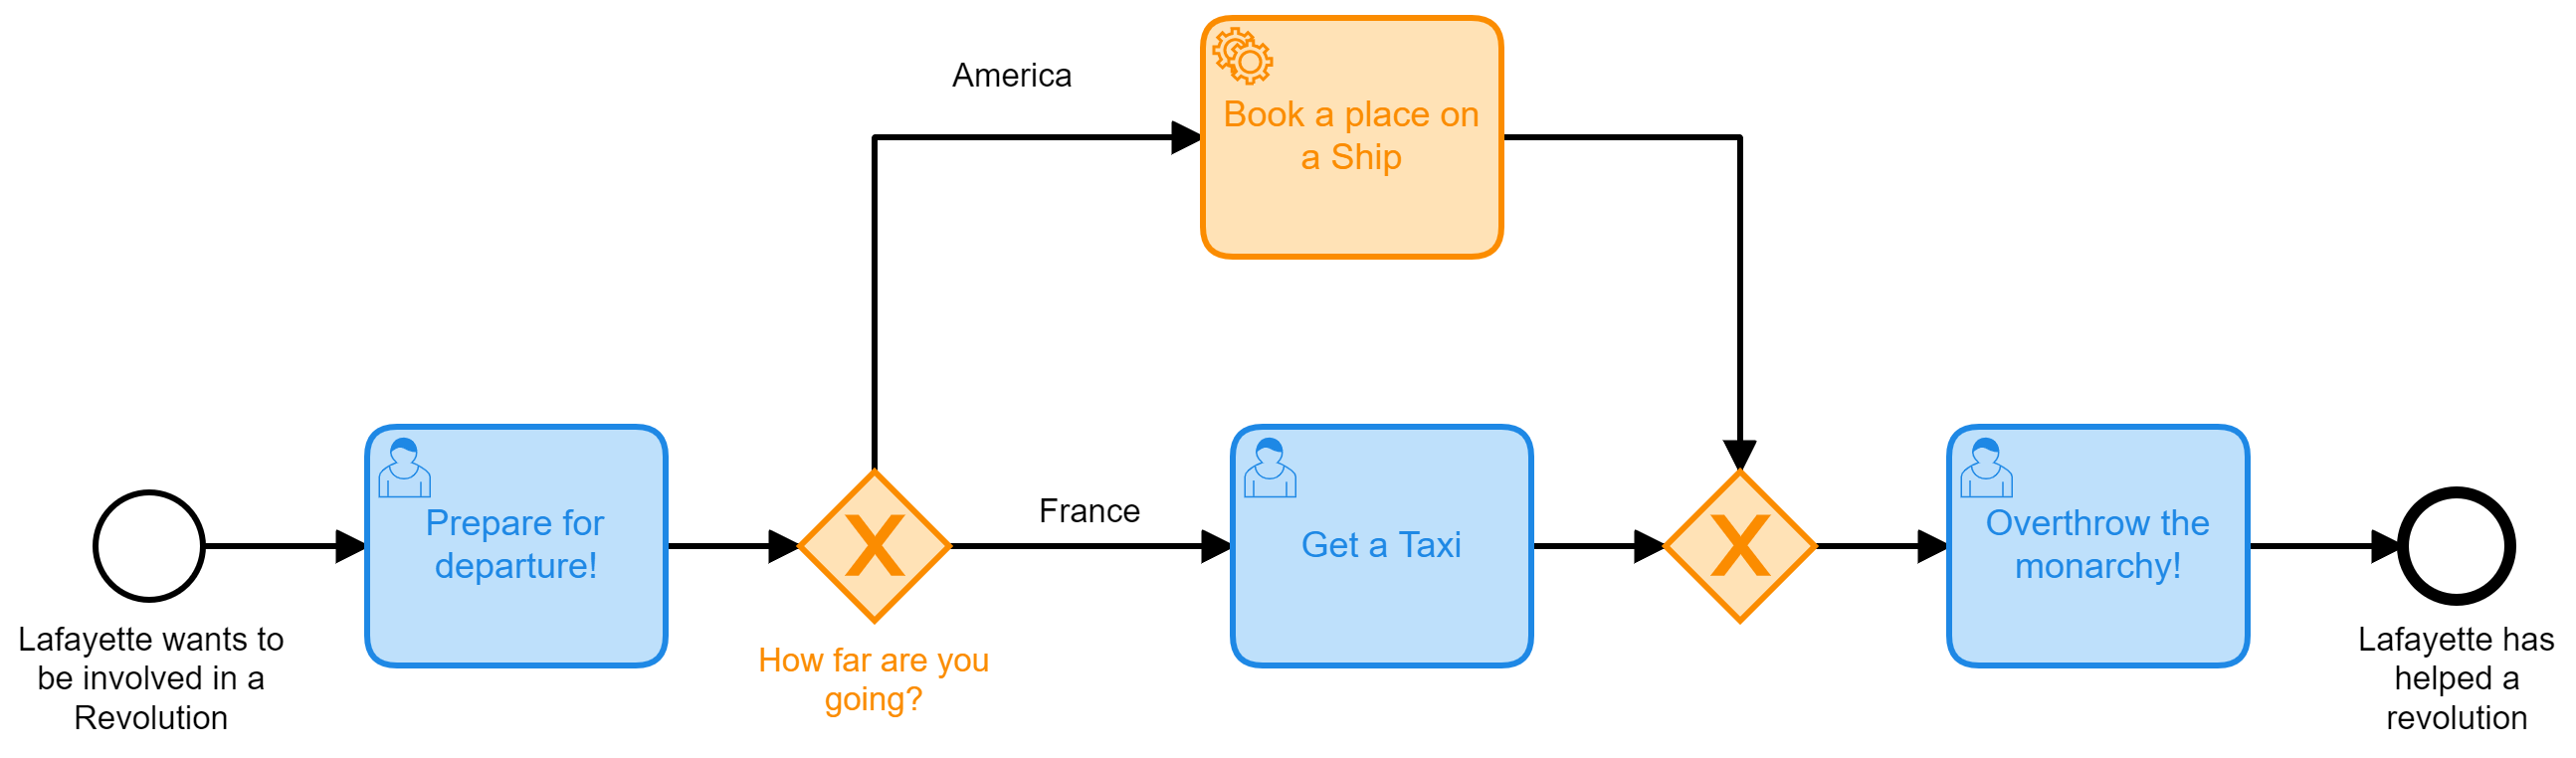 America
Book a place on
a Ship
Lafayette wants to
be involved in a
Revolution
Prepare for
departure!
X
How far are you
going?
France
Get a Taxi
X
Overthrow the
monarchy!
Lafayette has
helped a
revolution